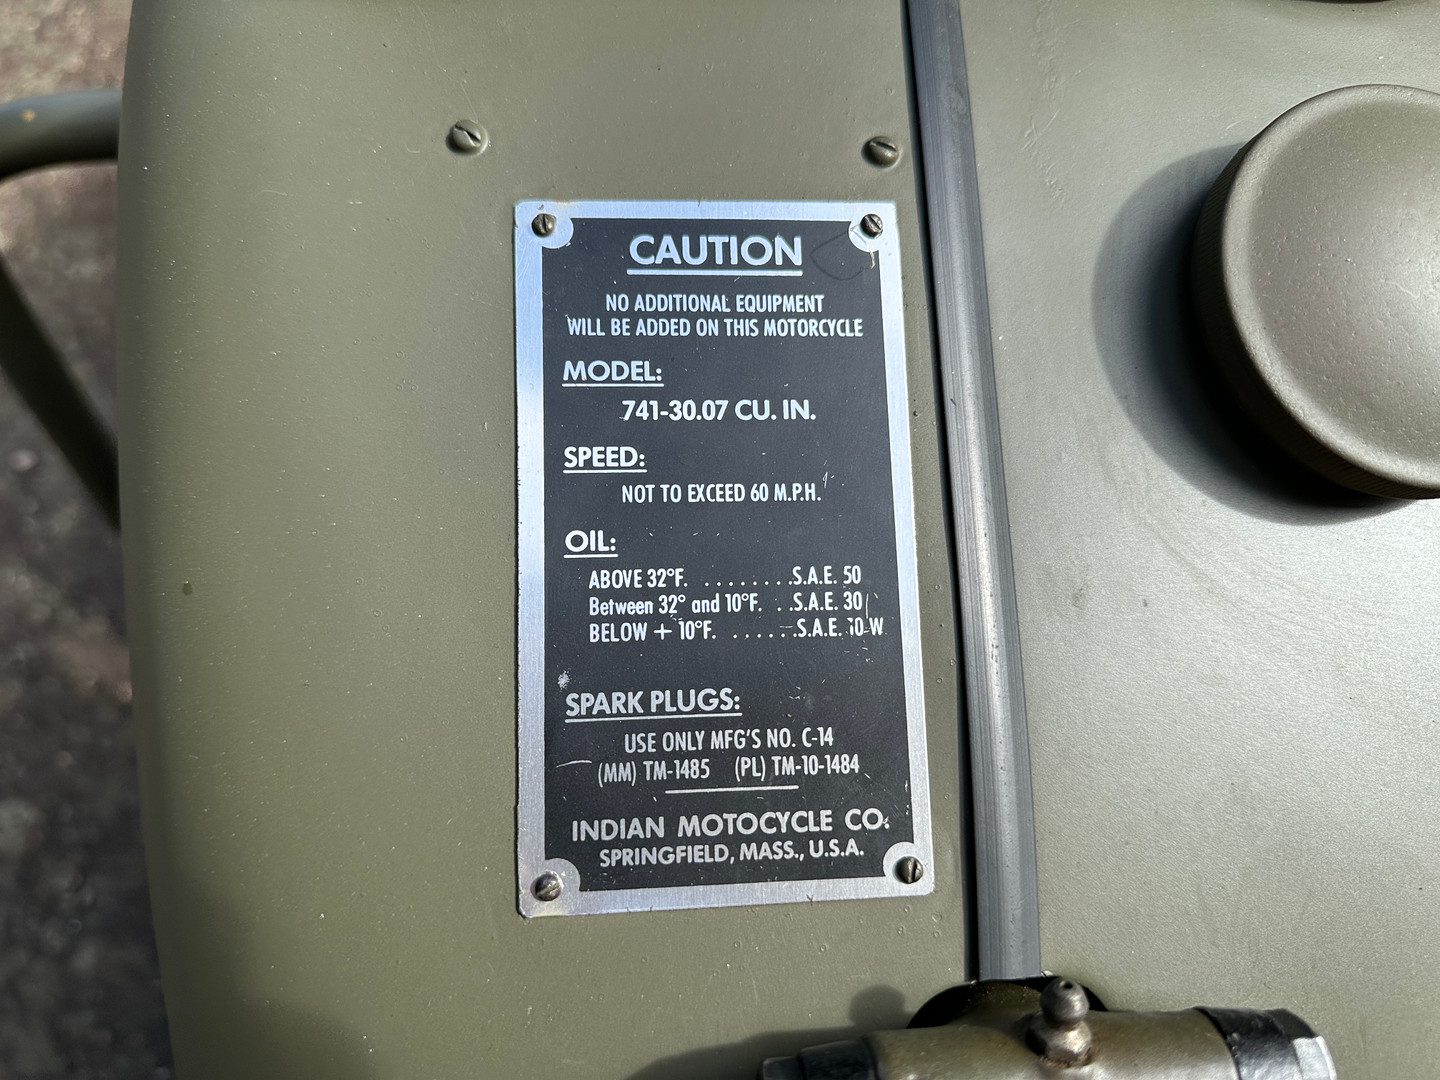 CAUTION
NO ADDITIONAL EQUIPMENT
WILL BE ADDED ON THIS MOTORCYCLE
MODEL:
741-30.07 CU. IN.
SPEED:
NOT TO EXCEED 60 M.P.H.
OIL:
ABOVE 32°F. . . . . . . . .S.A.E. 50
Between 32° and 10°F. . .S.A.E. 30
BELOW + 10°F. . . . . . .S.A.E. 10-W
SPARK PLUGS:
USE ONLY MFG'S NO. C-14
(MM) TM-1485 (PL) TM-10-1484
INDIAN MOTOCYCLE CO.
SPRINGFIELD, MASS., U.S.A.